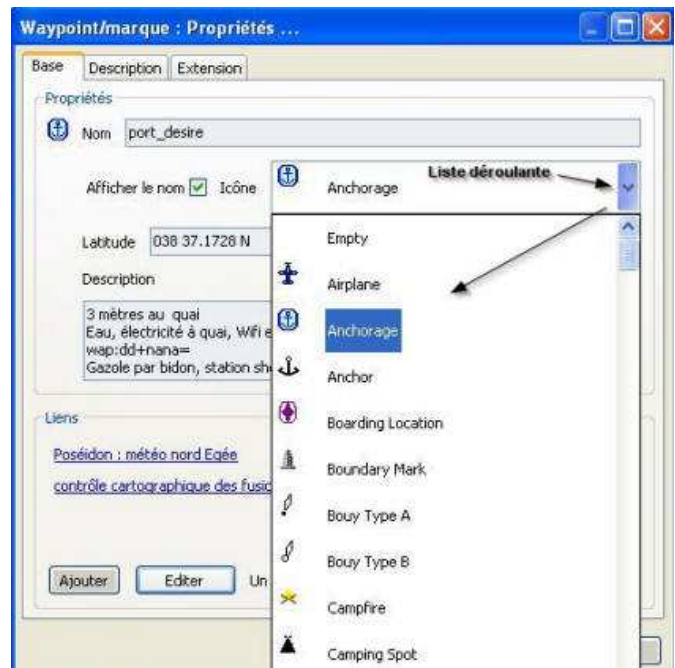 Waypoint/marque : Propriétés ...
Base Description Extension
Propriétés
Nom port_desire
Afficher le nom Icône Anchorage Liste déroulante
Latitude 038 37.1728 N
Description
3 mètres au quai
Eau, électricité à quai, Wifi
wap:dd+nana=
Gazole par bidon, station
Empty
Airplane
Anchorage
Anchor
Boarding Location
Boundary Mark
Bouy Type A
Bouy Type B
Campfire
Camping Spot
Liens
Poséidon : météo nord Egée
contrôle cartographique des
Ajouter Editer Un